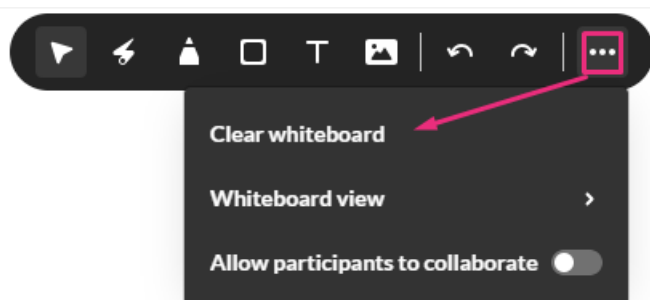 T
Clear whiteboard
Whiteboard view
Allow participants to collaborate